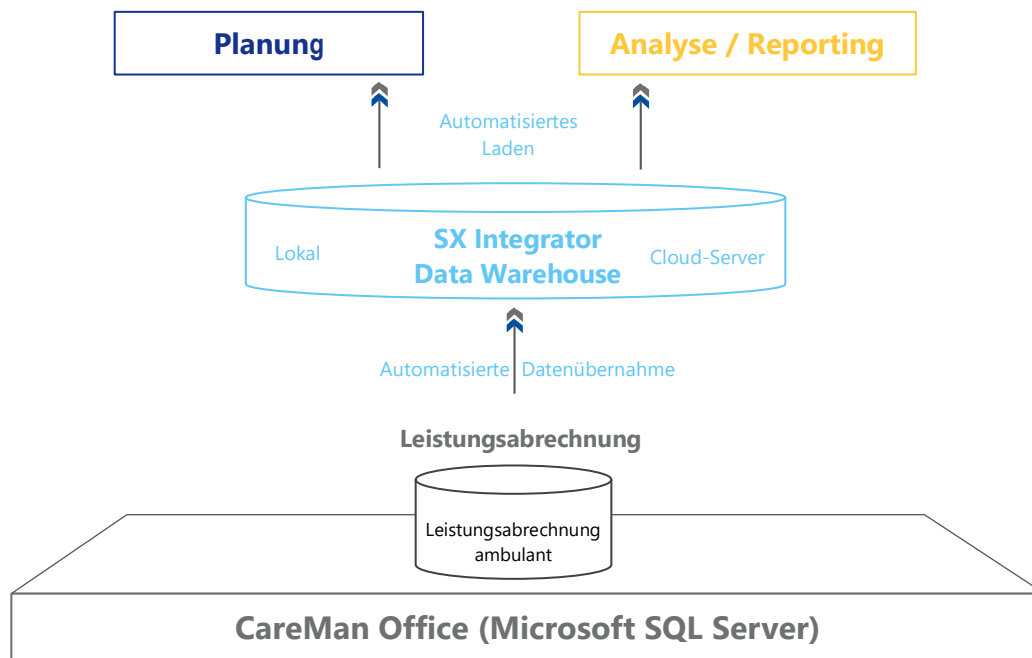 Planung
Analyse / Reporting
Automatisiertes
Laden
SX Integrator
Data Warehouse
Lokal
Cloud-Server
Automatisierte Datenübernahme
Leistungsabrechnung
Leistungsabrechnung
ambulant
CareMan Office (Microsoft SQL Server)